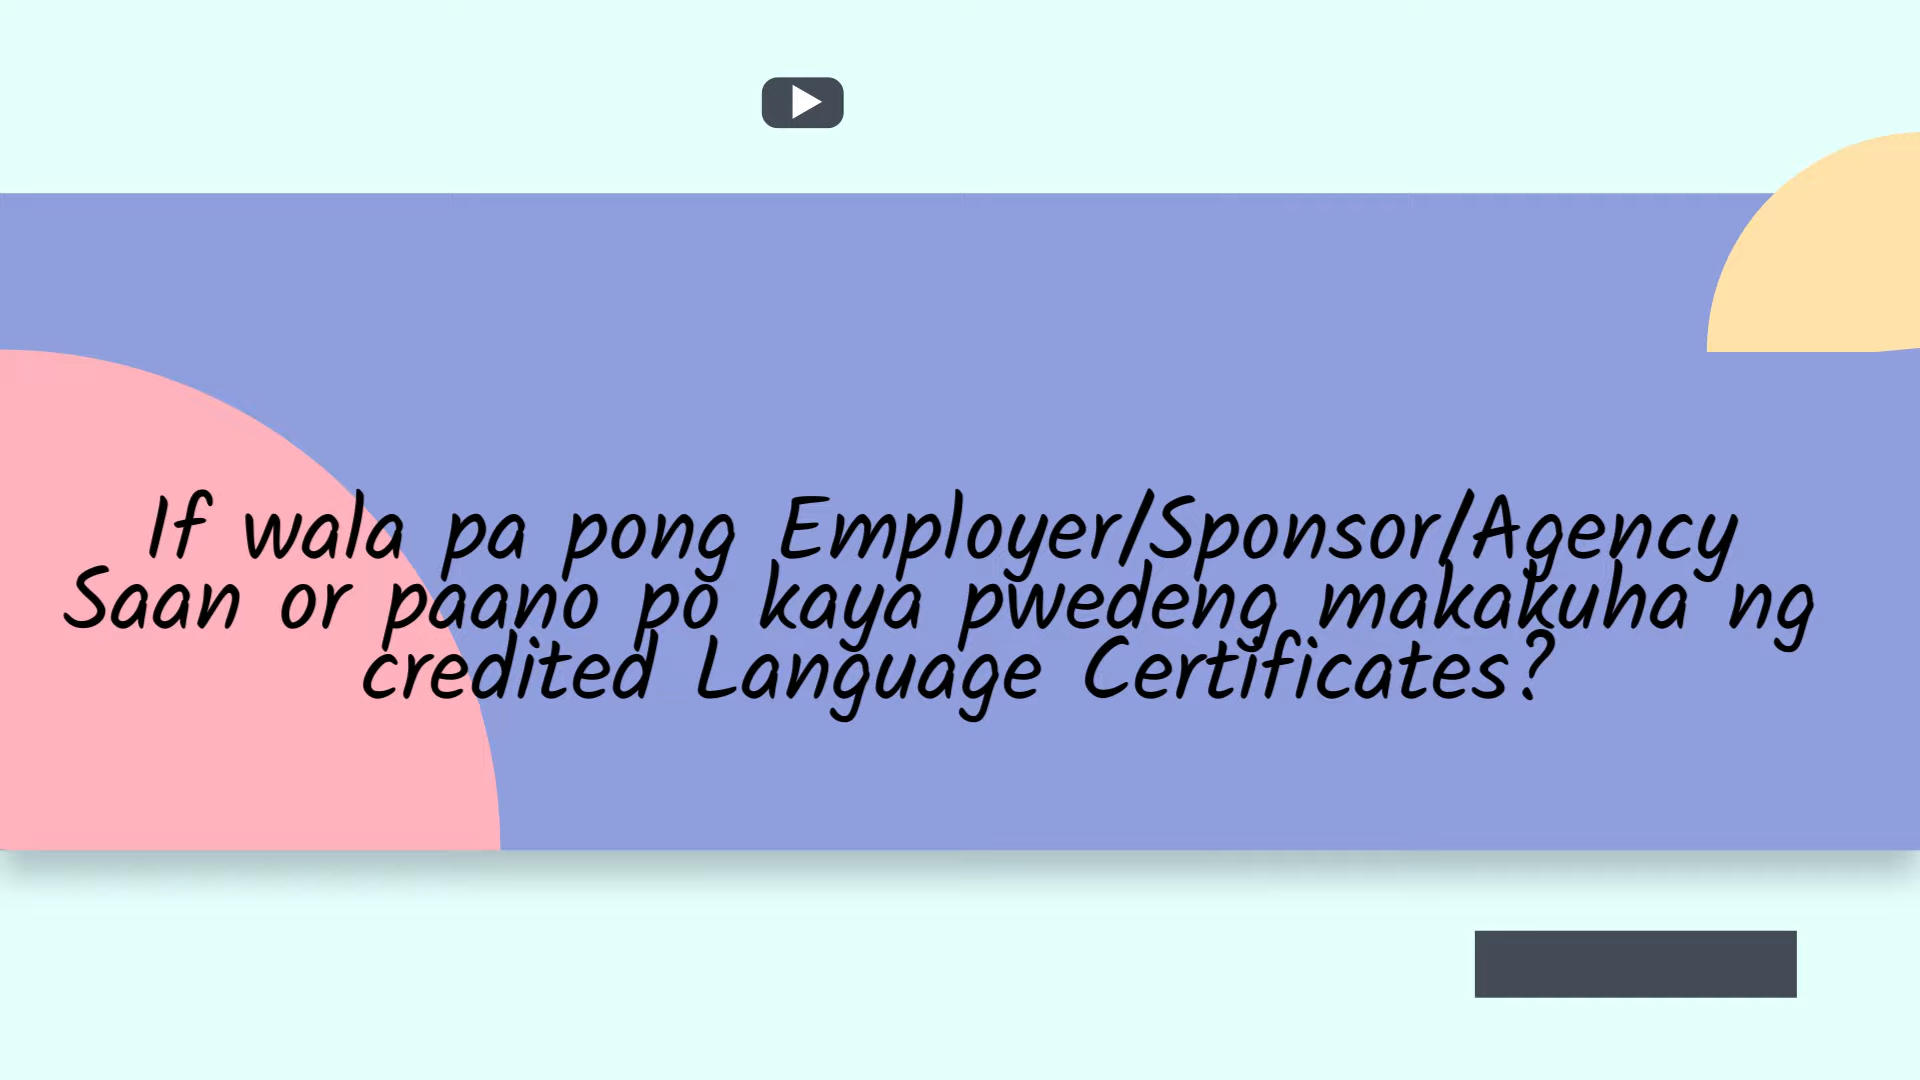 If wala pa pong Employer/Sponsor/Agency
Saan or paano po kaya pwedeng makakuha ng
credited Language Certificates?